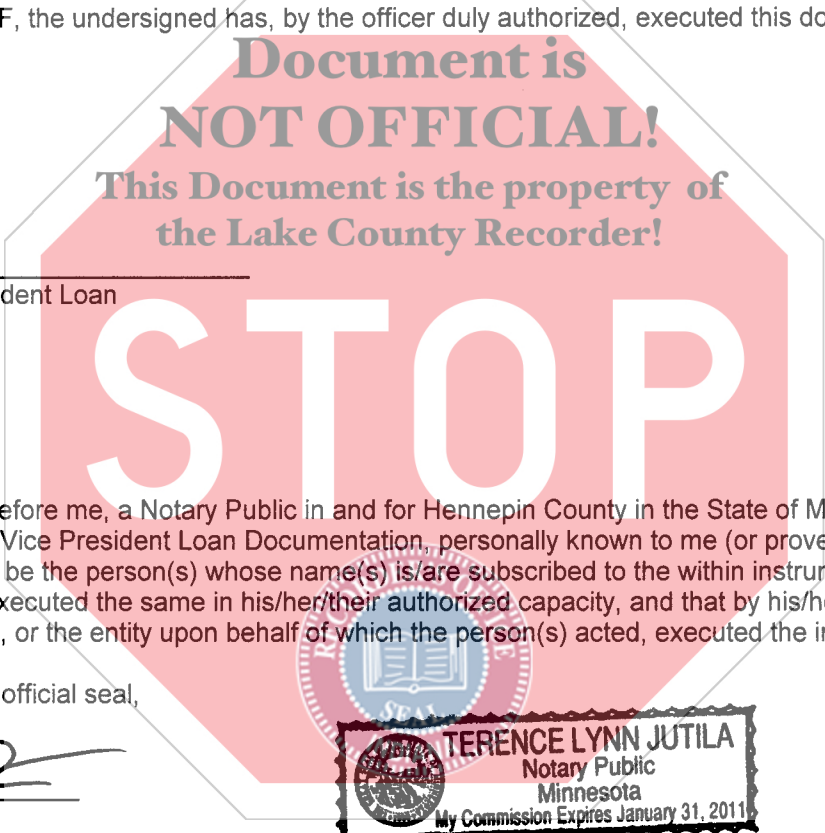 F, the undersigned has, by the officer duly authorized, executed this do
Document is
NOT OFFICIAL!
This Document is the property of
the Lake County Recorder!
dent Loan
STOP
efore me, a Notary Public in and for Hennepin County in the State of M
Vice President Loan Documentation, personally known to me (or prove
be the person(s) whose name(s) is/are subscribed to the within instrum
xecuted the same in his/her/their authorized capacity, and that by his/he
, or the entity upon behalf of which the person(s) acted, executed the in
official seal,
SEAL
TERENCE LYNN JUTILA
Notary Public
Minnesota
My Commission Expires January 31, 2011